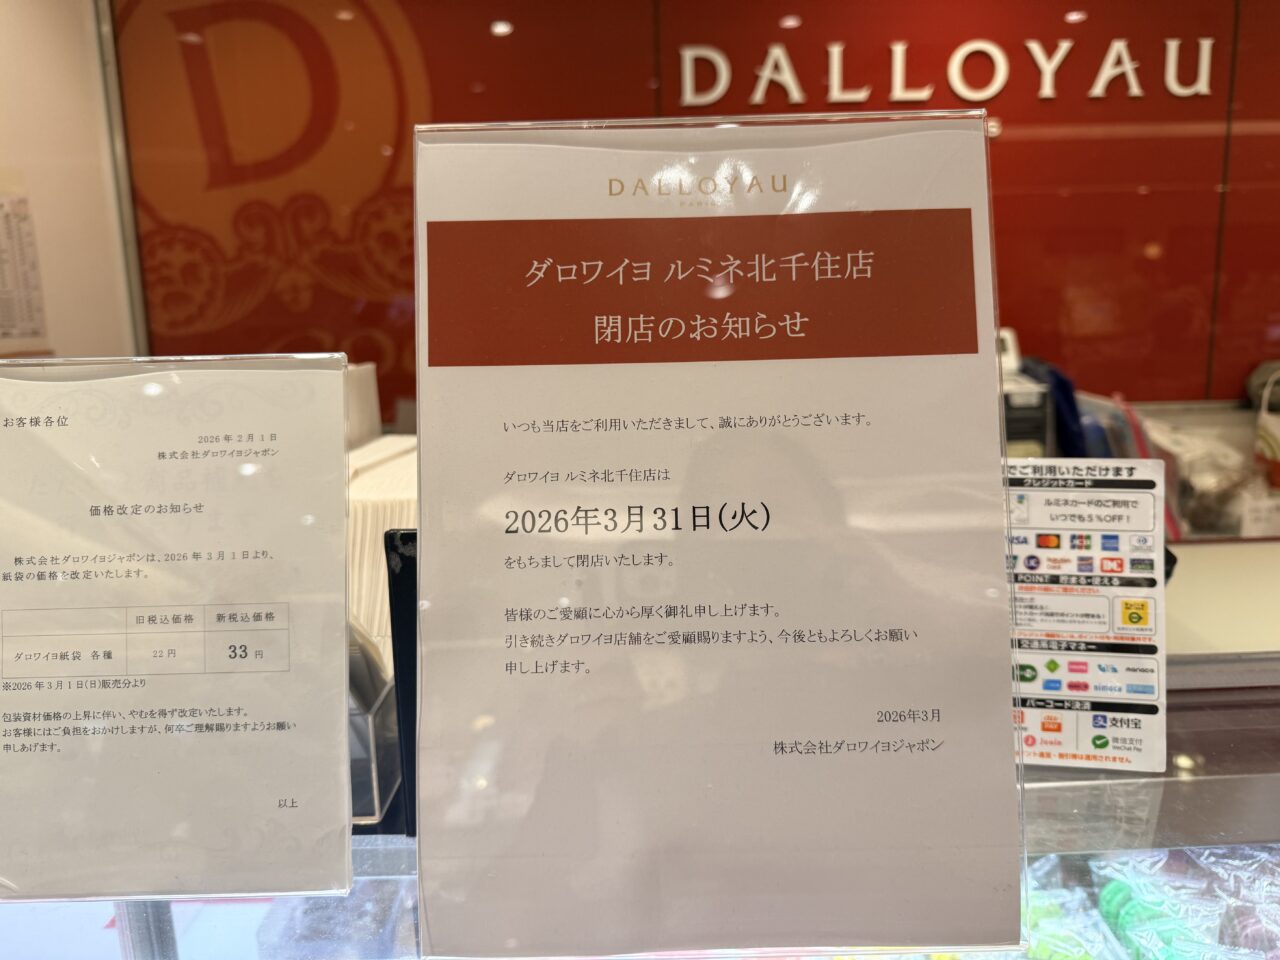 DALLOYAU
DALLOYAU
PARIS
ダロワイヨ ルミネ北千住店
閉店のお知らせ
いつも当店をご利用いただきまして、誠にありがとうございます。
ダロワイヨ ルミネ北千住店は
2026年3月31日(火)
をもちまして閉店いたします。
皆様のご愛顧に心から厚く御礼申し上げます。
引き続きダロワイヨ店舗をご愛顧賜りますよう、今後ともよろしくお願い
申し上げます。
2026年3月
株式会社ダロワイヨジャポン
お客様各位
2026年2月1日
株式会社ダロワイヨジャポン
価格改定のお知らせ
株式会社ダロワイヨジャポンは、2026年3月1日より、
紙袋の価格を改定いたします。
旧税込価格 新税込価格
ダロワイヨ紙袋 各種 22円 33円
※2026年3月1日(日)販売分より
包装資材価格の上昇に伴い、やむを得ず改定いたします。
お客様にはご負担をおかけしますが、何卒ご理解賜りますようお願い
申しあげます。
以上
でご利用いただけます
クレジットカード
ルミネカードのご利用で
いつでも5%OFF!
VISA
POINT 貯まる・使える
交通系電子マネー
manaca
nimoca
バーコード決済
支付宝
J-Coin
微信支付
WeChat Pay